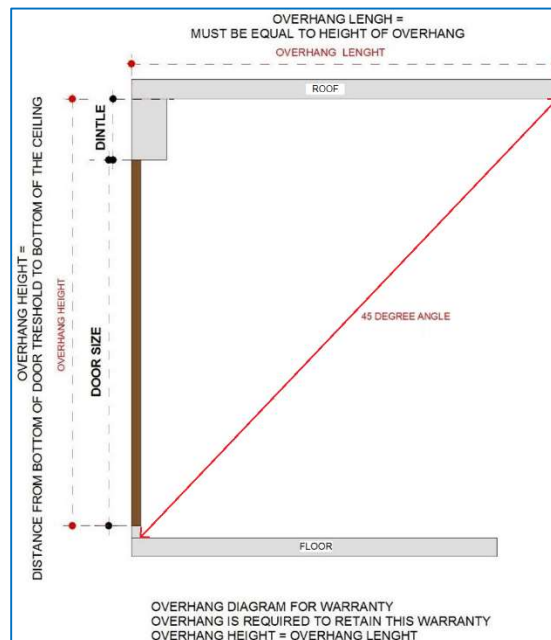 OVERHANG LENGH =
MUST BE EQUAL TO HEIGHT OF OVERHANG
OVERHANG LENGHT
ROOF
DINTLE
OVERHANG HEIGHT =
DISTANCE FROM BOTTOM OF DOOR TRESHOLD TO BOTTOM OF THE CEILING
OVERHANG HEIGHT
DOOR SIZE
45 DEGREE ANGLE
FLOOR
OVERHANG DIAGRAM FOR WARRANTY
OVERHANG IS REQUIRED TO RETAIN THIS WARRANTY
OVERHANG HEIGHT = OVERHANG LENGHT